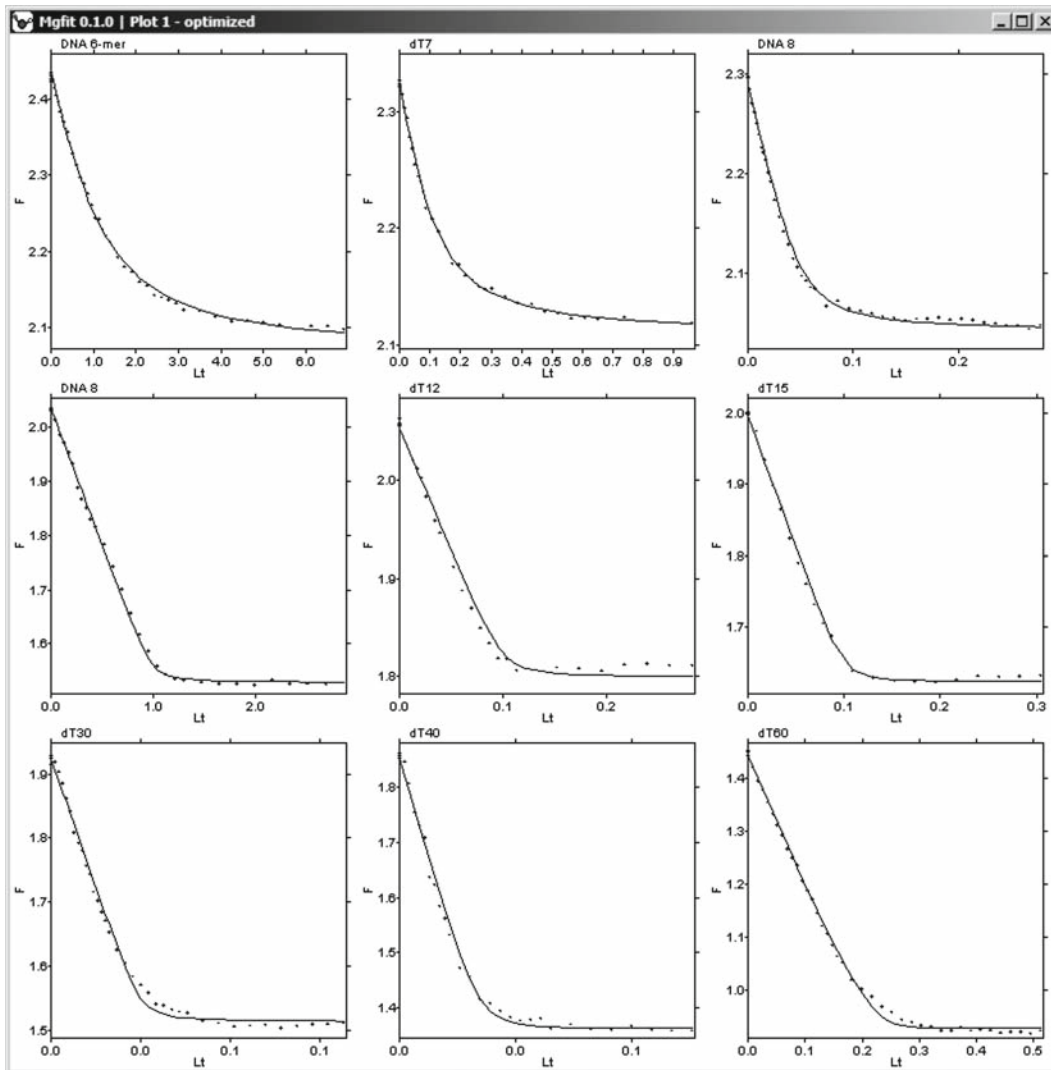 Mgfit 0.1.0 | Plot 1 - optimized
DNA 6-mer
2.4
2.3
2.2
2.1
F
0.0 1.0 2.0 3.0 4.0 5.0 6.0
Lt
dT7
2.3
2.2
2.1
F
0.0 0.1 0.2 0.3 0.4 0.5 0.6 0.7 0.8 0.9
Lt
DNA 8
2.3
2.2
2.1
F
0.0 0.1 0.2
Lt
DNA 8
2.0
1.9
1.8
1.7
1.6
F
0.0 1.0 2.0
Lt
dT12
2.0
1.9
1.8
F
0.0 0.1 0.2
Lt
dT15
2.0
1.9
1.8
1.7
F
0.0 0.1 0.2 0.3
Lt
dT30
1.9
1.8
1.7
1.6
1.5
F
0.0 0.0 0.1 0.1
Lt
dT40
1.8
1.7
1.6
1.5
1.4
F
0.0 0.0 0.1
Lt
dT60
1.4
1.3
1.2
1.1
1.0
F
0.0 0.1 0.2 0.3 0.4 0.5
Lt